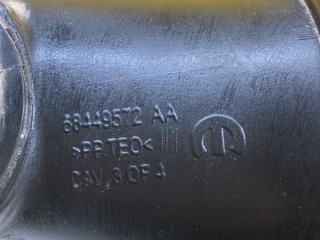 68449572 AA
>PP.TEO<
CAV. 3 OF 4